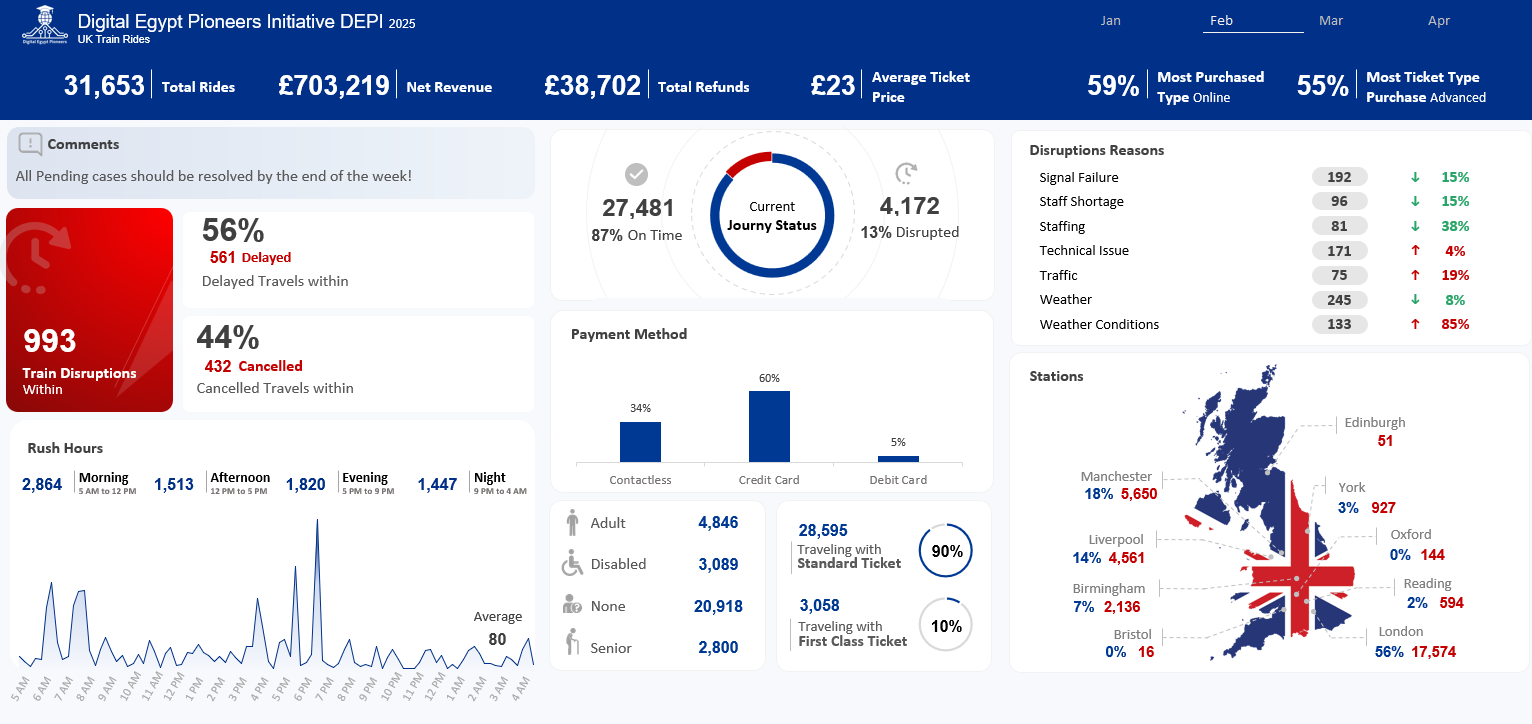 Digital Egypt Pioneers Initiative DEPI 2025
UK Train Rides
Digital Egypt Pioneers
Jan
Feb
Mar
Apr
31,653 Total Rides
£703,219 Net Revenue
£38,702 Total Refunds
£23 Average Ticket
Price
59% Most Purchased
Type Online
55% Most Ticket Type
Purchase Advanced
Comments
All Pending cases should be resolved by the end of the week!
993
Train Disruptions
Within
56%
561 Delayed
Delayed Travels within
44%
432 Cancelled
Cancelled Travels within
27,481
87% On Time
Current
Journy Status
4,172
13% Disrupted
Disruptions Reasons
Signal Failure 192 ↓ 15%
Staff Shortage 96 ↓ 15%
Staffing 81 ↓ 38%
Technical Issue 171 ↑ 4%
Traffic 75 ↑ 19%
Weather 245 ↓ 8%
Weather Conditions 133 ↑ 85%
Rush Hours
2,864 Morning
5 AM to 12 PM
1,513 Afternoon
12 PM to 5 PM
1,820 Evening
5 PM to 9 PM
1,447 Night
9 PM to 4 AM
Average
80
5 AM
6 AM
7 AM
8 AM
9 AM
10 AM
11 AM
12 PM
1 PM
2 PM
3 PM
4 PM
5 PM
6 PM
7 PM
8 PM
9 PM
10 PM
11 PM
12 PM
1 AM
2 AM
3 AM
4 AM
Payment Method
34%
60%
5%
Contactless
Credit Card
Debit Card
Adult 4,846
Disabled 3,089
None 20,918
Senior 2,800
28,595
Traveling with
Standard Ticket
90%
3,058
Traveling with
First Class Ticket
10%
Stations
Edinburgh
51
Manchester
18% 5,650
York
3% 927
Liverpool
14% 4,561
Oxford
0% 144
Birmingham
7% 2,136
Reading
2% 594
Bristol
0% 16
London
56% 17,574